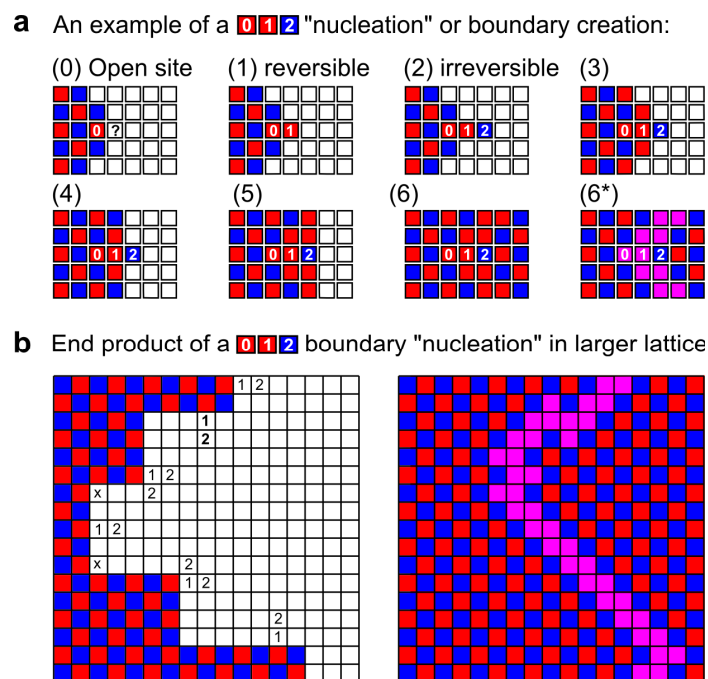 a An example of a 0 1 2 "nucleation" or boundary creation:
(0) Open site (1) reversible (2) irreversible (3)
0 ? 0 1 0 1 2 0 1 2
(4) (5) (6) (6*)
0 1 2 0 1 2 0 1 2 0 1 2
b End product of a 0 1 2 boundary "nucleation" in larger lattice
1 2
1
2
1 2
x 2
1 2
x 2
1 2
2
1